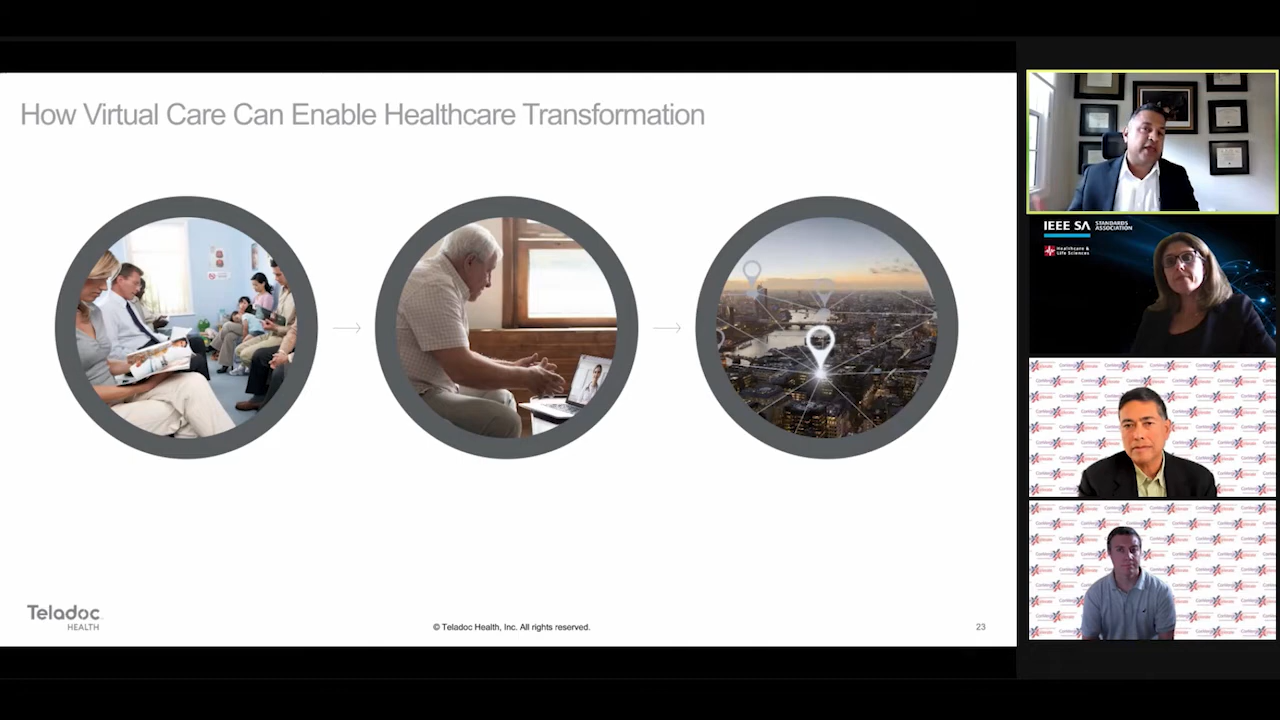 How Virtual Care Can Enable Healthcare Transformation
Teladoc
HEALTH
© Teladoc Health, Inc. All rights reserved.
23
IEEE SA
STANDARDS
ASSOCIATION
Healthcare &
Life Sciences